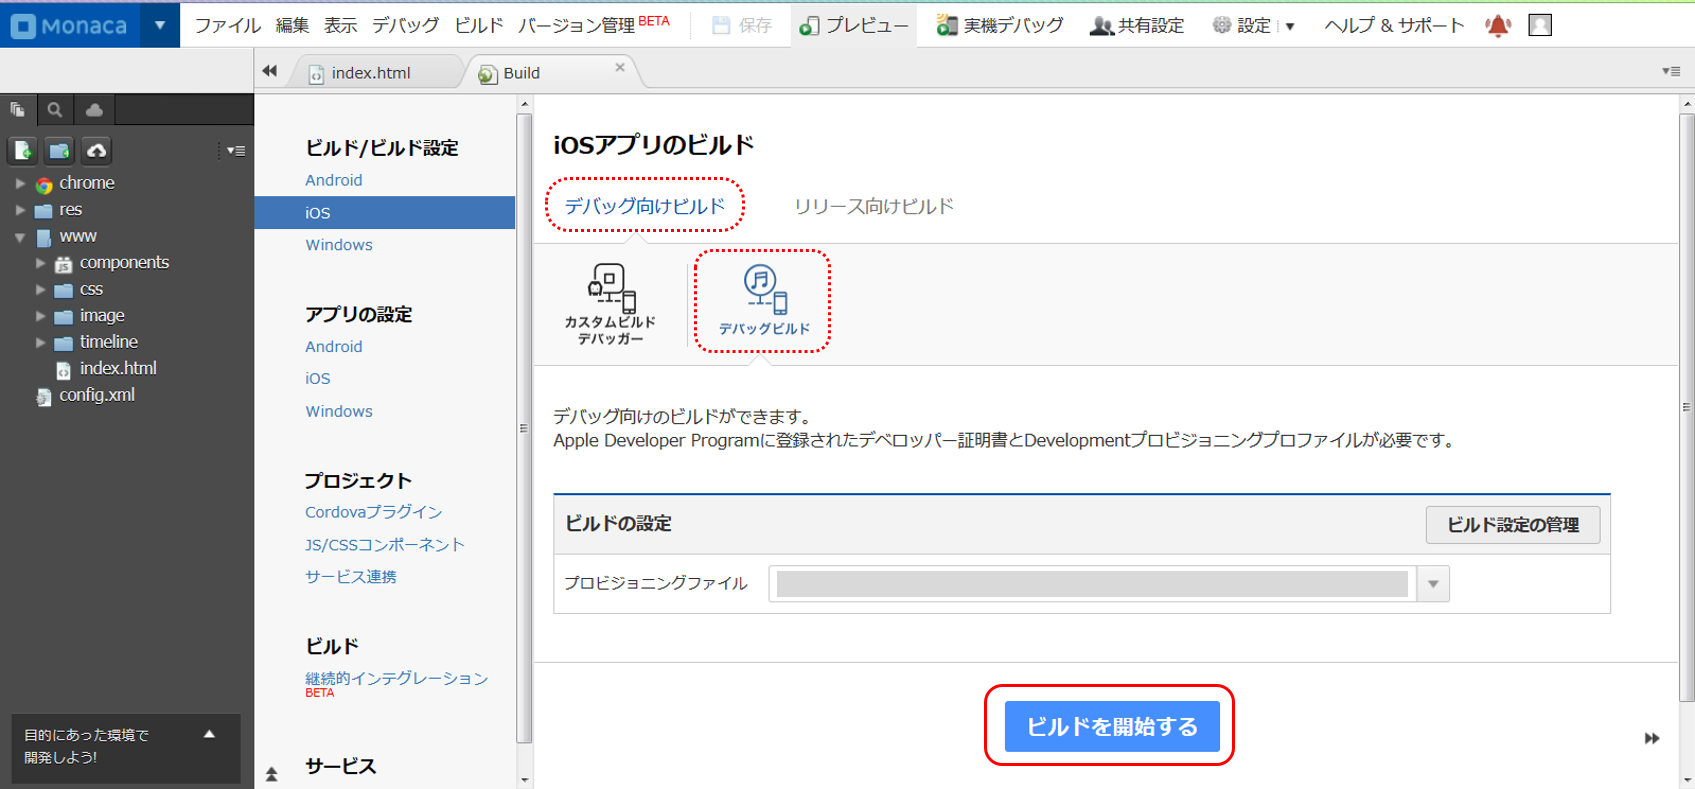 Monaca
ファイル 編集 表示 デバッグ ビルド バージョン管理 BETA 保存 プレビュー 実機デバッグ 共有設定 設定 ヘルプ & サポート
index.html
Build
chrome
res
www
components
JS
css
image
timeline
index.html
config.xml
目的にあった環境で
開発しよう!
ビルド/ビルド設定
Android
iOS
Windows
アプリの設定
Android
iOS
Windows
プロジェクト
Cordovaプラグイン
JS/CSSコンポーネント
サービス連携
ビルド
継続的インテグレーション
BETA
サービス
iOSアプリのビルド
デバッグ向けビルド リリース向けビルド
カスタムビルド
デバッガー
デバッグビルド
デバッグ向けのビルドができます。
Apple Developer Programに登録されたデベロッパー証明書とDevelopmentプロビジョニングプロファイルが必要です。
ビルドの設定
ビルド設定の管理
プロビジョニングファイル
ビルドを開始する